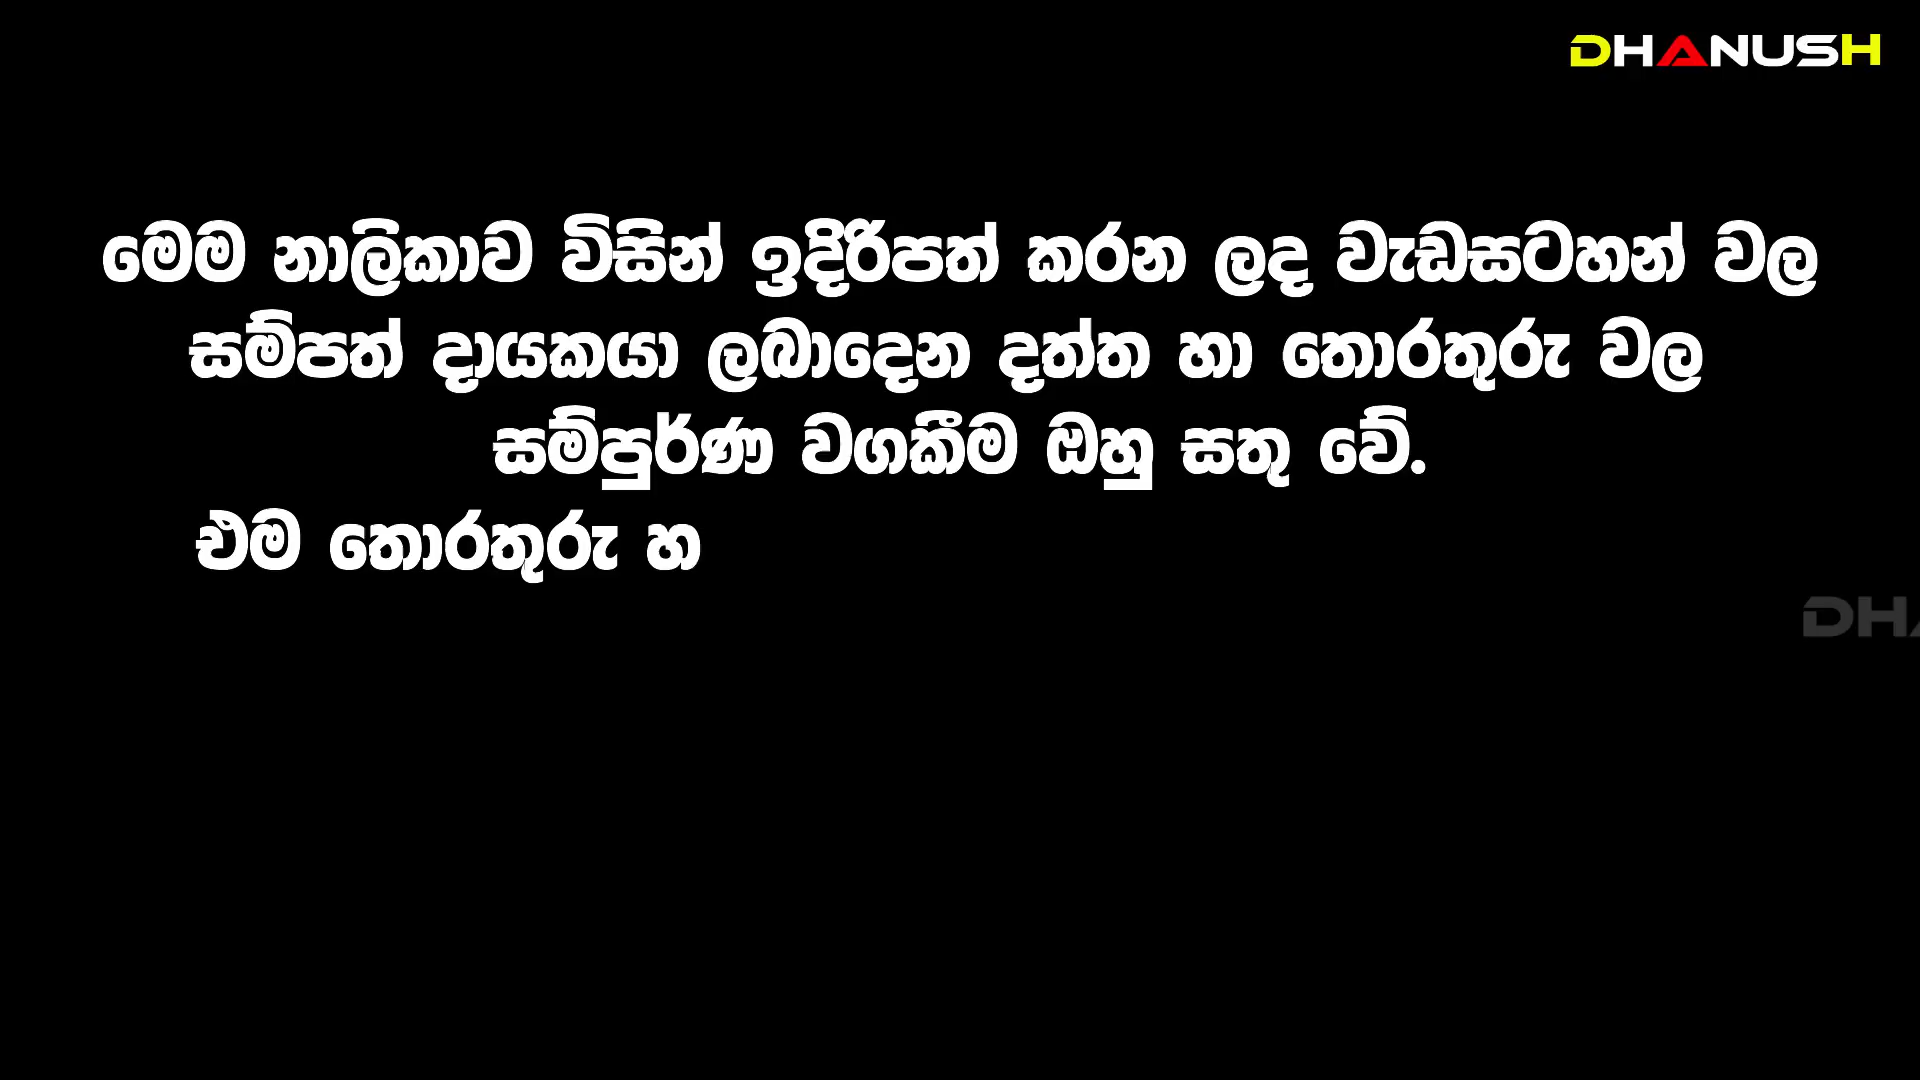 DHANUSH
මෙම නාලිකාව විසින් ඉදිරිපත් කරන ලද වැඩසටහන් වල
සම්පත් දායකයා ලබාදෙන දත්ත හා තොරතුරු වල
සම්පුර්ණ වගකීම ඔහු සතු වේ.
එම තොරතුරු හ
DHA